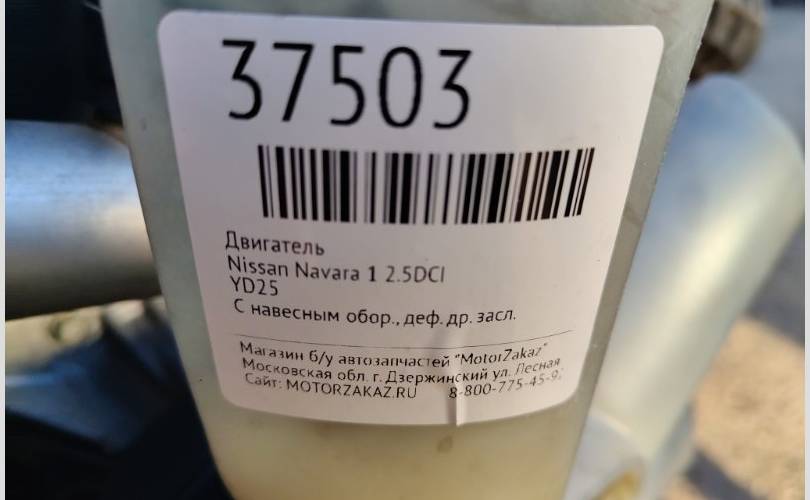 37503
Двигатель
Nissan Navara 1 2.5DCI
YD25
С навесным обор., деф. др. засл.
Магазин б/у автозапчастей "MotorZakaz"
Московская обл. г. Дзержинский ул. Лесная
Сайт: MOTORZAKAZ.RU